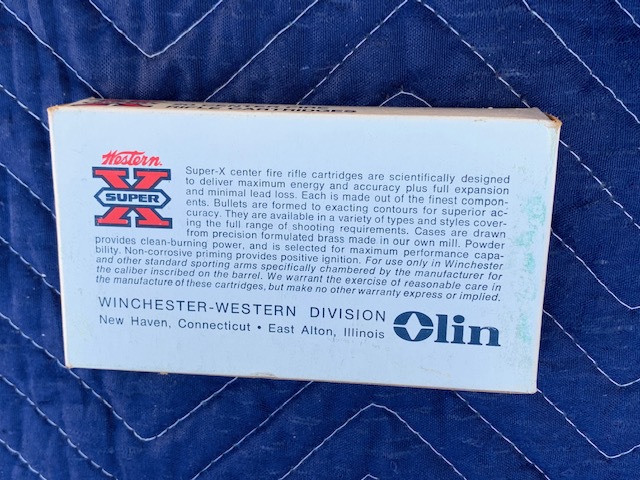 CARTRIDGES
Western
X
SUPER
Super-X center fire rifle cartridges are scientifically designed
to deliver maximum energy and accuracy plus full expansion
and minimal lead loss. Each is made out of the finest compon-
ents. Bullets are formed to exacting contours for superior ac-
curacy. They are available in a variety of types and styles cover-
ing the full range of shooting requirements. Cases are drawn
from precision formulated brass made in our own mill. Powder
provides clean-burning power, and is selected for maximum performance capa-
bility. Non-corrosive priming provides positive ignition. For use only in Winchester
and other standard sporting arms specifically chambered by the manufacturer for
the caliber inscribed on the barrel. We warrant the exercise of reasonable care in
the manufacture of these cartridges, but make no other warranty express or implied.
WINCHESTER-WESTERN DIVISION
New Haven, Connecticut • East Alton, Illinois
Olin